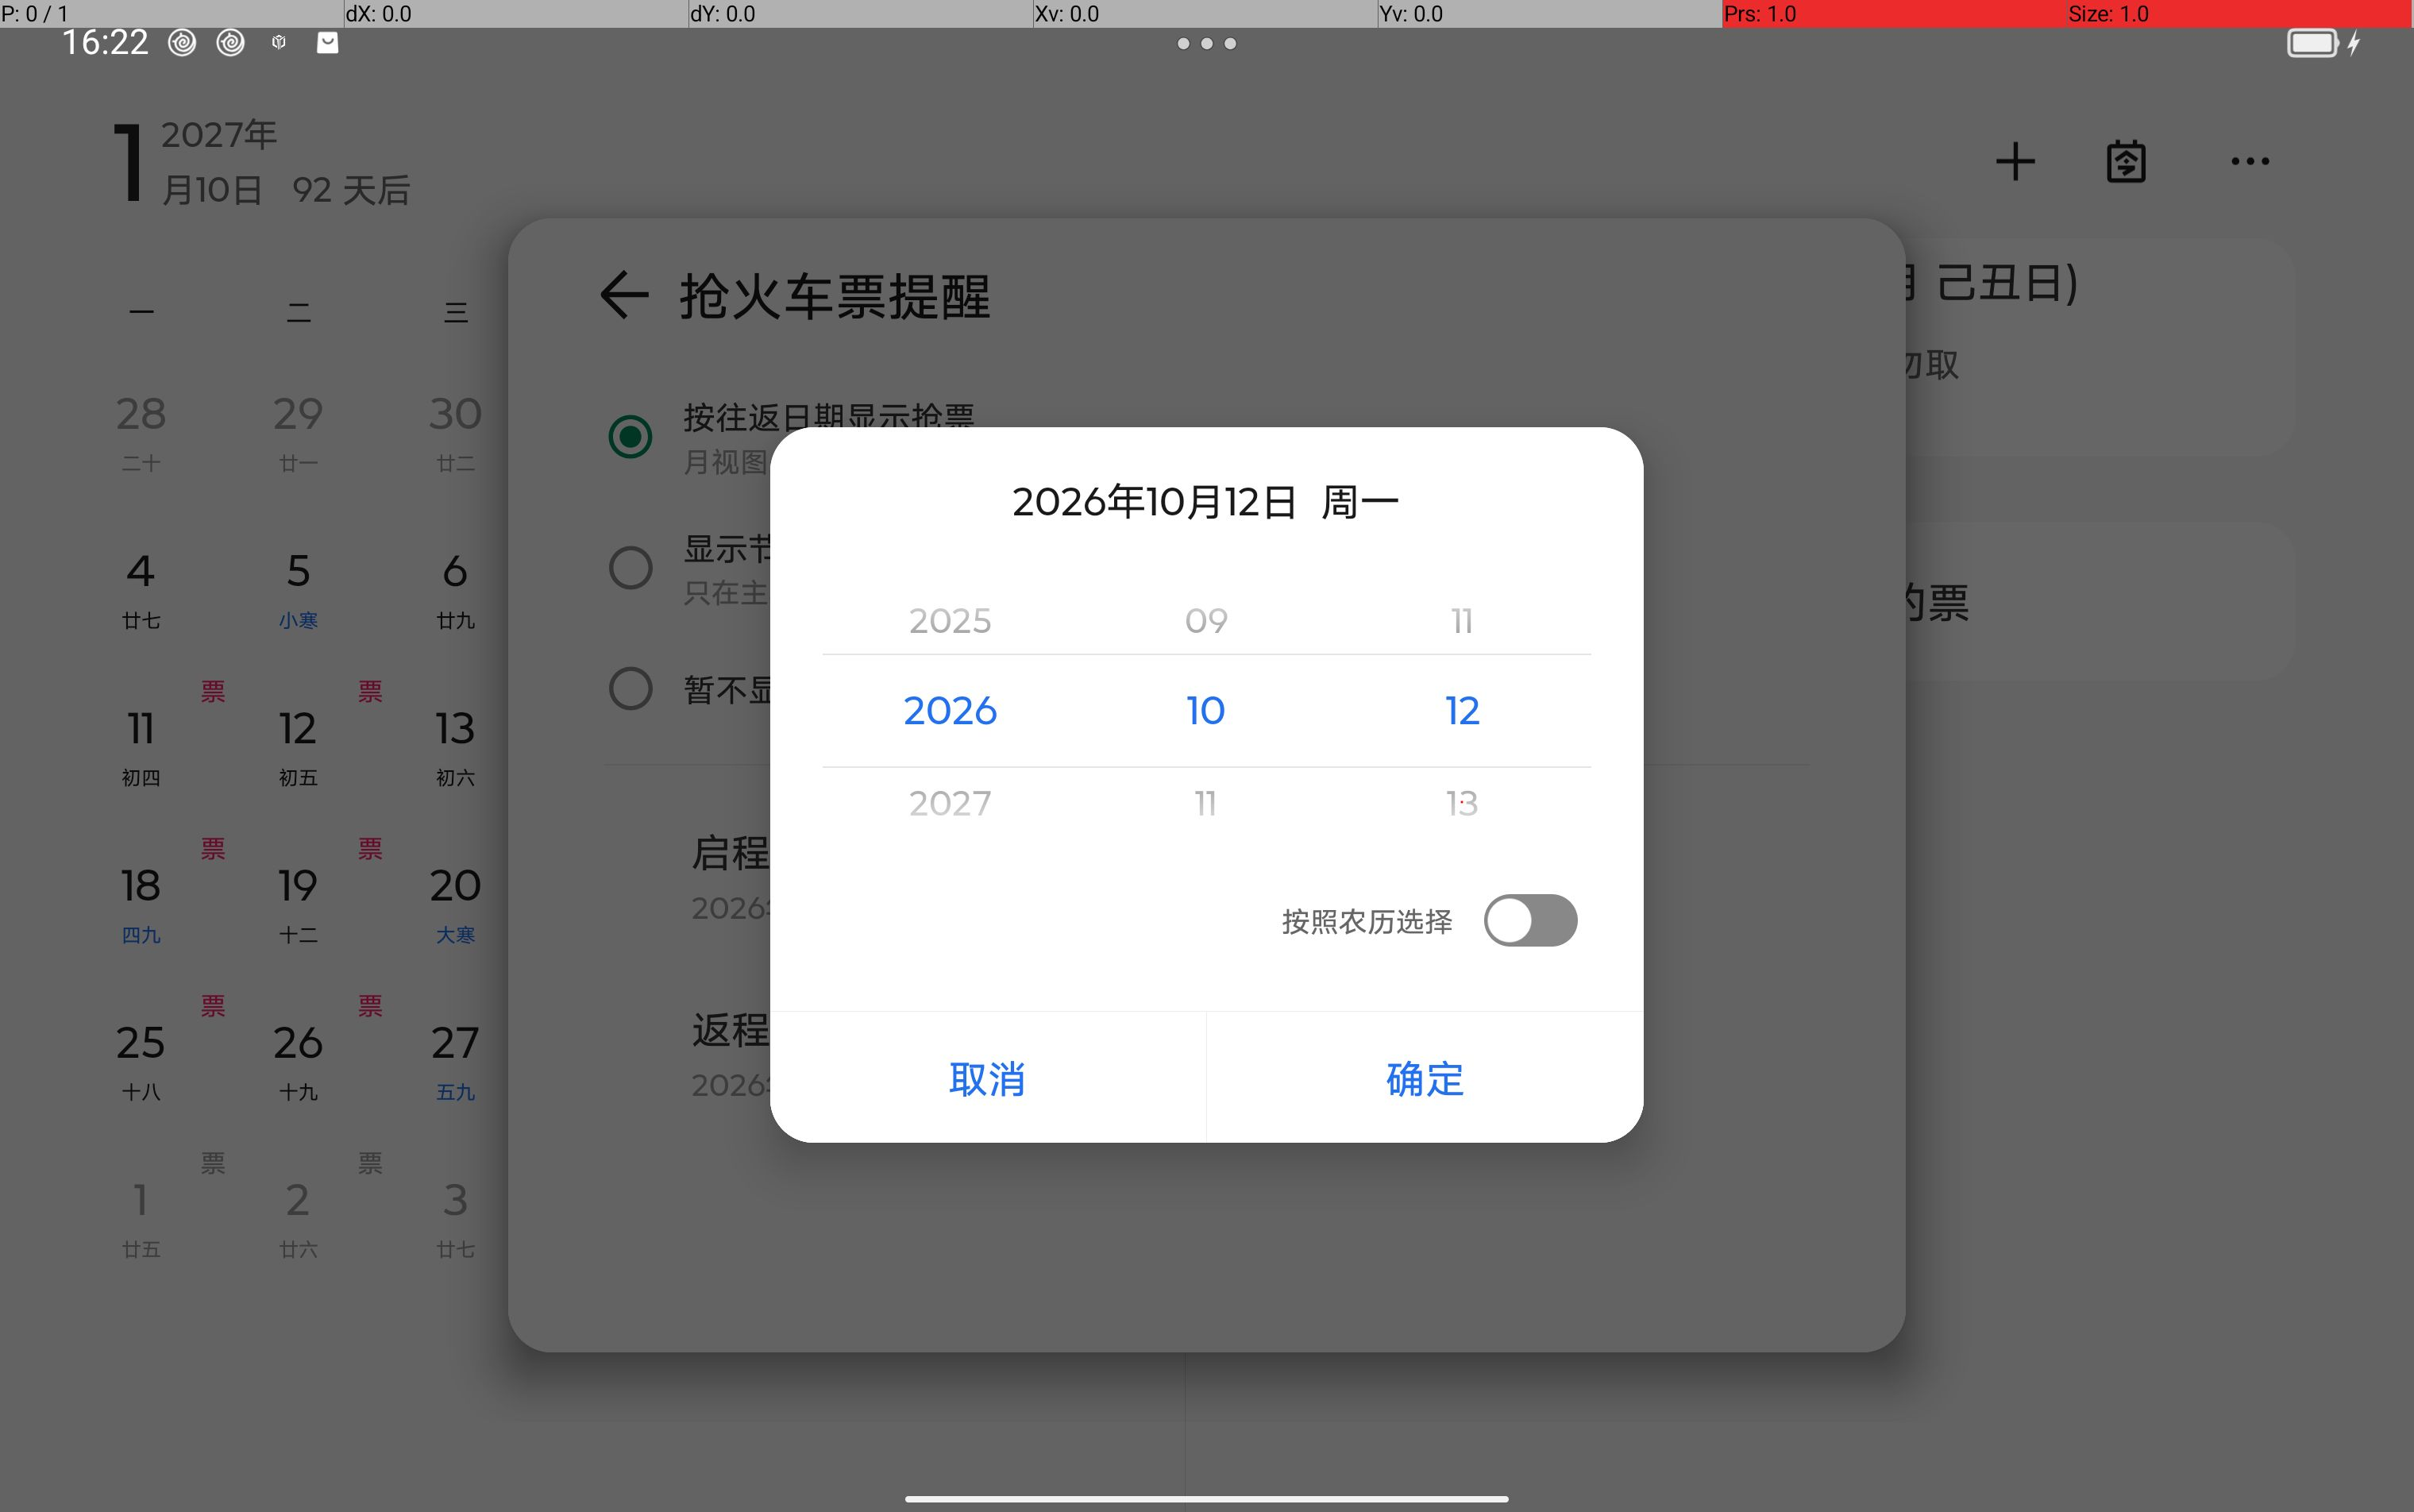 P: 0 / 1 dX: 0.0 dY: 0.0 Xv: 0.0 Yv: 0.0 Prs: 1.0 Size: 1.0
16:22
1 2027年
月10日 92 天后
己丑日)
抢火车票提醒
一 二 三
取
28 29 30
二十 廿一 廿二
按往返日期显示抢票
月视图
2026年10月12日 周一
4 5 6
廿七 小寒 廿九
显示节
只在主
的票
2025 09 11
2026 10 12
2027 11 13
暂不显
票 票
11 12 13
初四 初五 初六
票 票
18 19 20
四九 十二 大寒
启程
2026
按照农历选择
票 票
25 26 27
十八 十九 五九
返程
2026
取消 确定
票 票
1 2 3
廿五 廿六 廿七